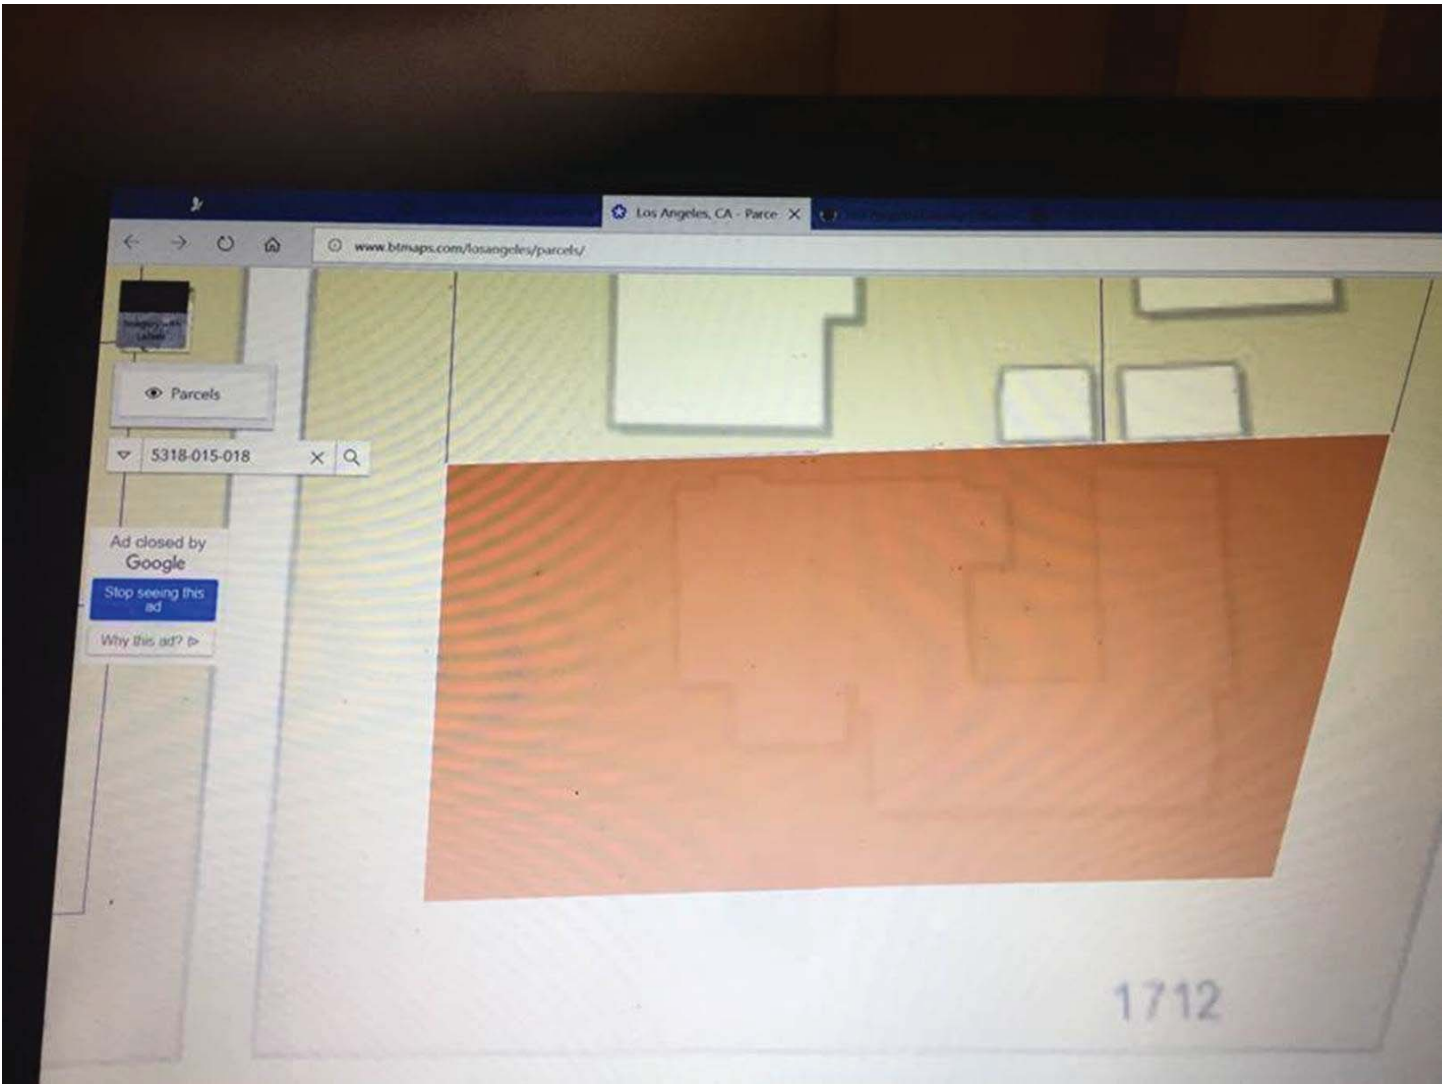 Los Angeles, CA - Parce
www.btmaps.com/losangeles/parcels/
Parcels
5318-015-018
Ad closed by
Google
Stop seeing this
ad
Why this ad?
1712